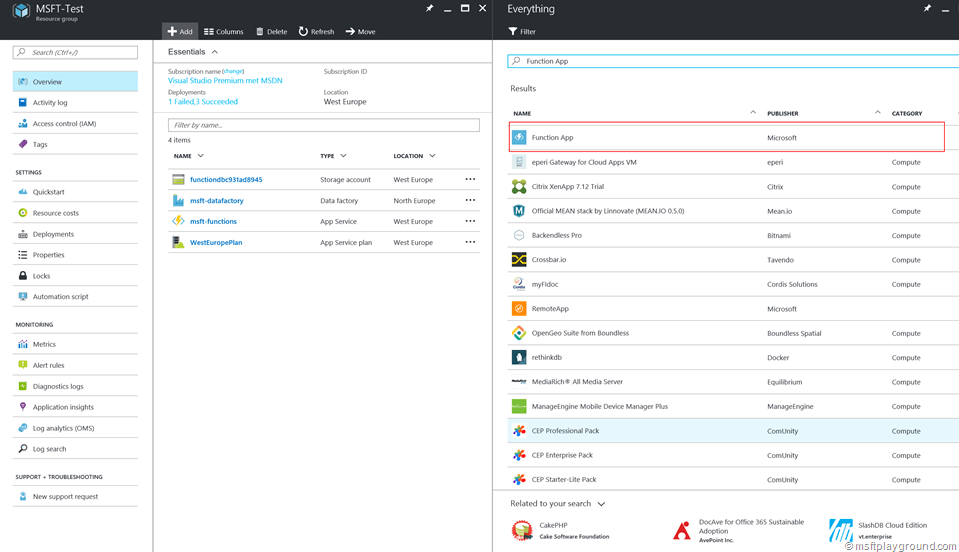 MSFT-Test
Resource group
Search (Ctrl+/)
Overview
Activity log
Access control (IAM)
Tags
SETTINGS
Quickstart
Resource costs
Deployments
Properties
Locks
Automation script
MONITORING
Metrics
Alert rules
Diagnostics logs
Application insights
Log analytics (OMS)
Log search
SUPPORT + TROUBLESHOOTING
New support request
Add Columns Delete Refresh Move
Essentials
Subscription name (change) Subscription ID
Visual Studio Premium met MSDN
Deployments Location
1 Failed,3 Succeeded West Europe
Filter by name...
4 items
NAME TYPE LOCATION
functiondbc931ad8945 Storage account West Europe ...
msft-datafactory Data factory North Europe ...
msft-functions App Service West Europe ...
WestEuropePlan App Service plan West Europe ...
Everything
Filter
Function App
Results
NAME PUBLISHER CATEGORY
Function App Microsoft
eperi Gateway for Cloud Apps VM eperi Compute
Citrix XenApp 7.12 Trial Citrix Compute
Official MEAN stack by Linnovate (MEAN.IO 0.5.0) Mean.io Compute
Backendless Pro Bitnami Compute
Crossbar.io Tavendo Compute
myFIdoc Cordis Solutions Compute
RemoteApp Microsoft
OpenGeo Suite from Boundless Boundless Spatial Compute
rethinkdb Docker Compute
MediaRich® All Media Server Equilibrium Compute
ManageEngine Mobile Device Manager Plus ManageEngine Compute
CEP Professional Pack ComUnity Compute
CEP Enterprise Pack ComUnity Compute
CEP Starter-Lite Pack ComUnity Compute
Related to your search
CakePHP
Cake Software Foundation
DocAve for Office 365 Sustainable
Adoption
AvePoint Inc.
SlashDB Cloud Edition
vt.enterprise
© msftplayground.com